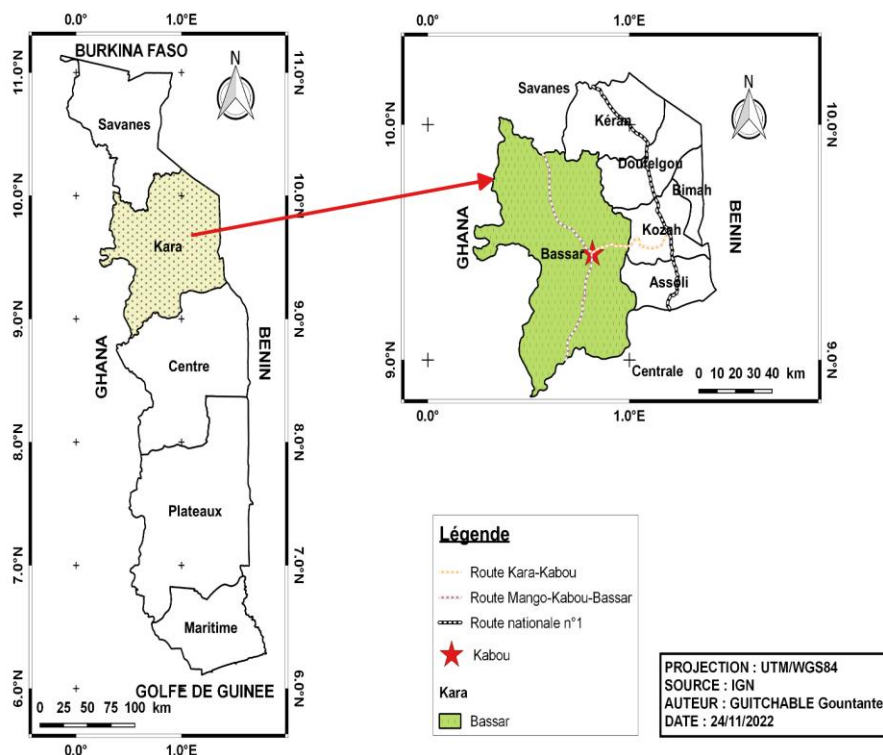 0.0°
1.0°E
BURKINA FASO
N
11.0°N
11.0°N
Savanes
10.0°N
10.0°N
Kara
9.0°N
9.0°N
GHANA
BENIN
Centre
8.0°N
8.0°N
Plateaux
7.0°N
7.0°N
Maritime
6.0°N
6.0°N
GOLFE DE GUINEE
0 25 50 75 100 km
0.0°
1.0°E
0.0°
1.0°E
N
Savanes
10.0°N
10.0°N
Kéran
Doufelgou
Bimah
GHANA
BENIN
Kozah
Bassar
Assoli
9.0°N
9.0°N
Centrale
0 10 20 30 40 km
0.0°
1.0°E
Légende
Route Kara-Kabou
Route Mango-Kabou-Bassar
Route nationale n°1
Kabou
Kara
Bassar
PROJECTION : UTM/WGS84
SOURCE : IGN
AUTEUR : GUITCHABLE Gountante
DATE : 24/11/2022